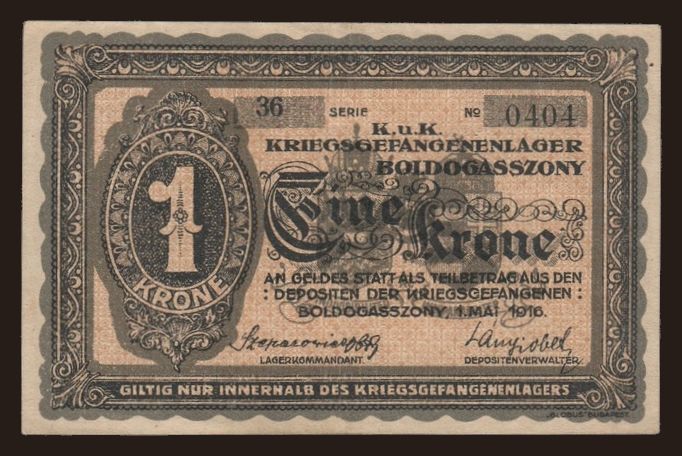 36 SERIE № 0404
K.u.K.
KRIEGSGEFANGENENLAGER
BOLDOGASSZONY
Eine
Krone
1
KRONE
AN GELDES STATT ALS TEILBETRAG AUS DEN
: DEPOSITEN DER KRIEGSGEFANGENEN :
BOLDOGASSZONY, 1. MAI 1916.
LAGERKOMMANDANT. DEPOSITENVERWALTER.
GILTIG NUR INNERHALB DES KRIEGSGEFANGENENLAGERS
"GLOBUS" BUDAPEST